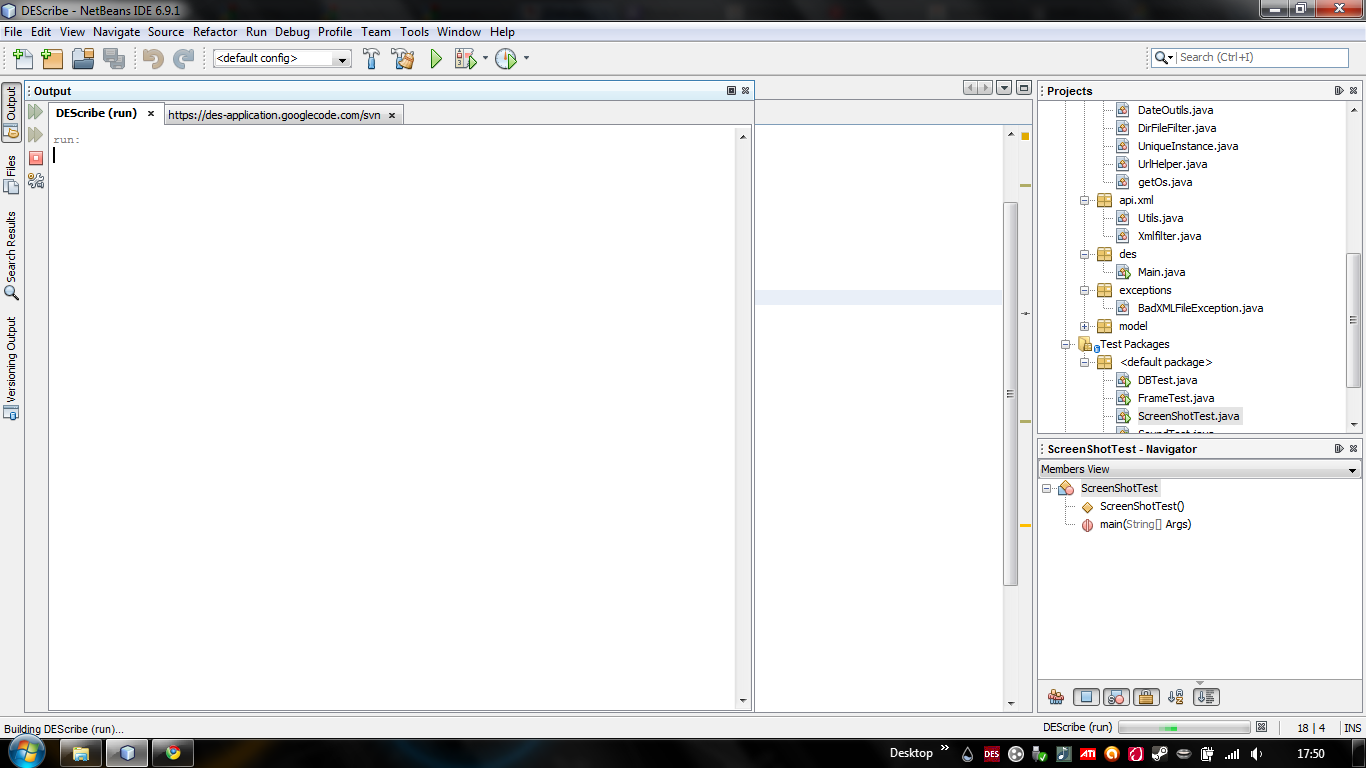 DEScribe - NetBeans IDE 6.9.1
File Edit View Navigate Source Refactor Run Debug Profile Team Tools Window Help
<default config>
Search (Ctrl+I)
Output
Files
Search Results
Versioning Output
Output
DEScribe (run)
https://des-application.googlecode.com/svn
run:
Projects
DateOutils.java
DirFileFilter.java
UniqueInstance.java
UrlHelper.java
getOs.java
api.xml
Utils.java
Xmlfilter.java
des
Main.java
exceptions
BadXMLFileException.java
model
Test Packages
<default package>
DBTest.java
FrameTest.java
ScreenShotTest.java
SoundTest.java
ScreenShotTest - Navigator
Members View
ScreenShotTest
ScreenShotTest()
main(String[] Args)
Building DEScribe (run)...
DEScribe (run)
18 | 4
INS
Desktop
DES
ATI
17:50